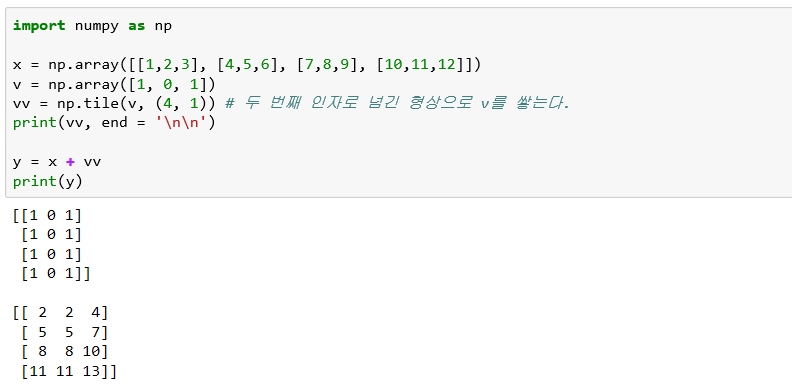 import numpy as np
x = np.array([[1,2,3], [4,5,6], [7,8,9], [10,11,12]])
v = np.array([1, 0, 1])
vv = np.tile(v, (4, 1)) # 두 번째 인자로 넘긴 형상으로 v를 쌓는다.
print(vv, end = '\n\n')
y = x + vv
print(y)
[[1 0 1]
 [1 0 1]
 [1 0 1]
 [1 0 1]]
[[ 2  2  4]
 [ 5  5  7]
 [ 8  8 10]
 [11 11 13]]